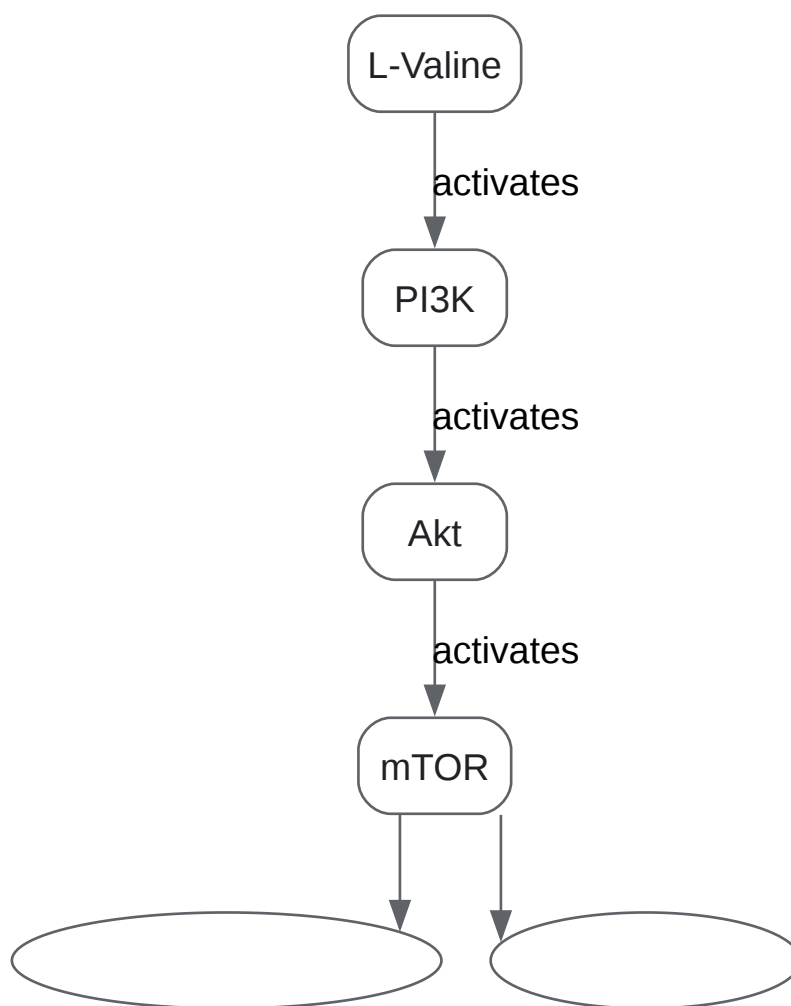 L-Valine
activates
PI3K
activates
Akt
activates
mTOR